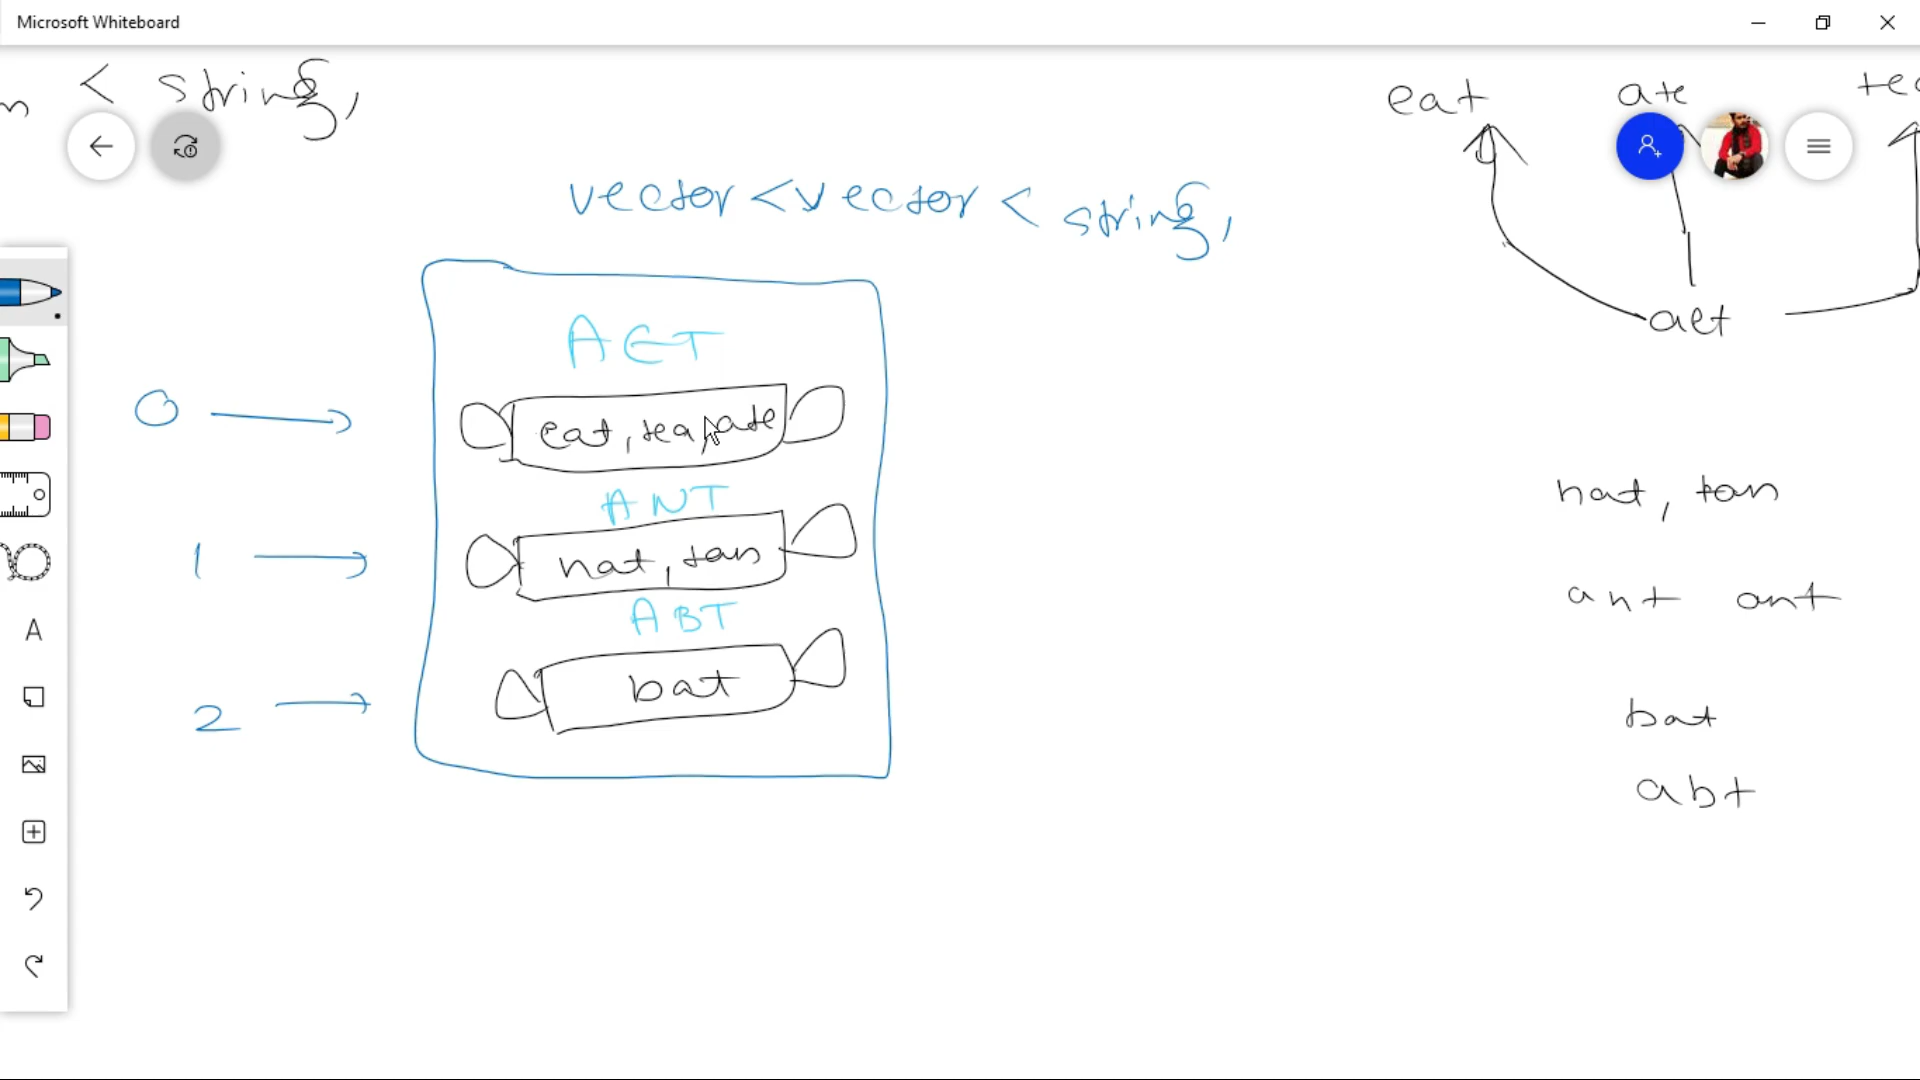 Microsoft Whiteboard
n < string,
eat ate tea
vector <vector < string,
AET
aet
0 eat, tea, ate
ANT
nat, tan
1 nat, tan
ant ant
ABT
2 bat
bat
abt
A